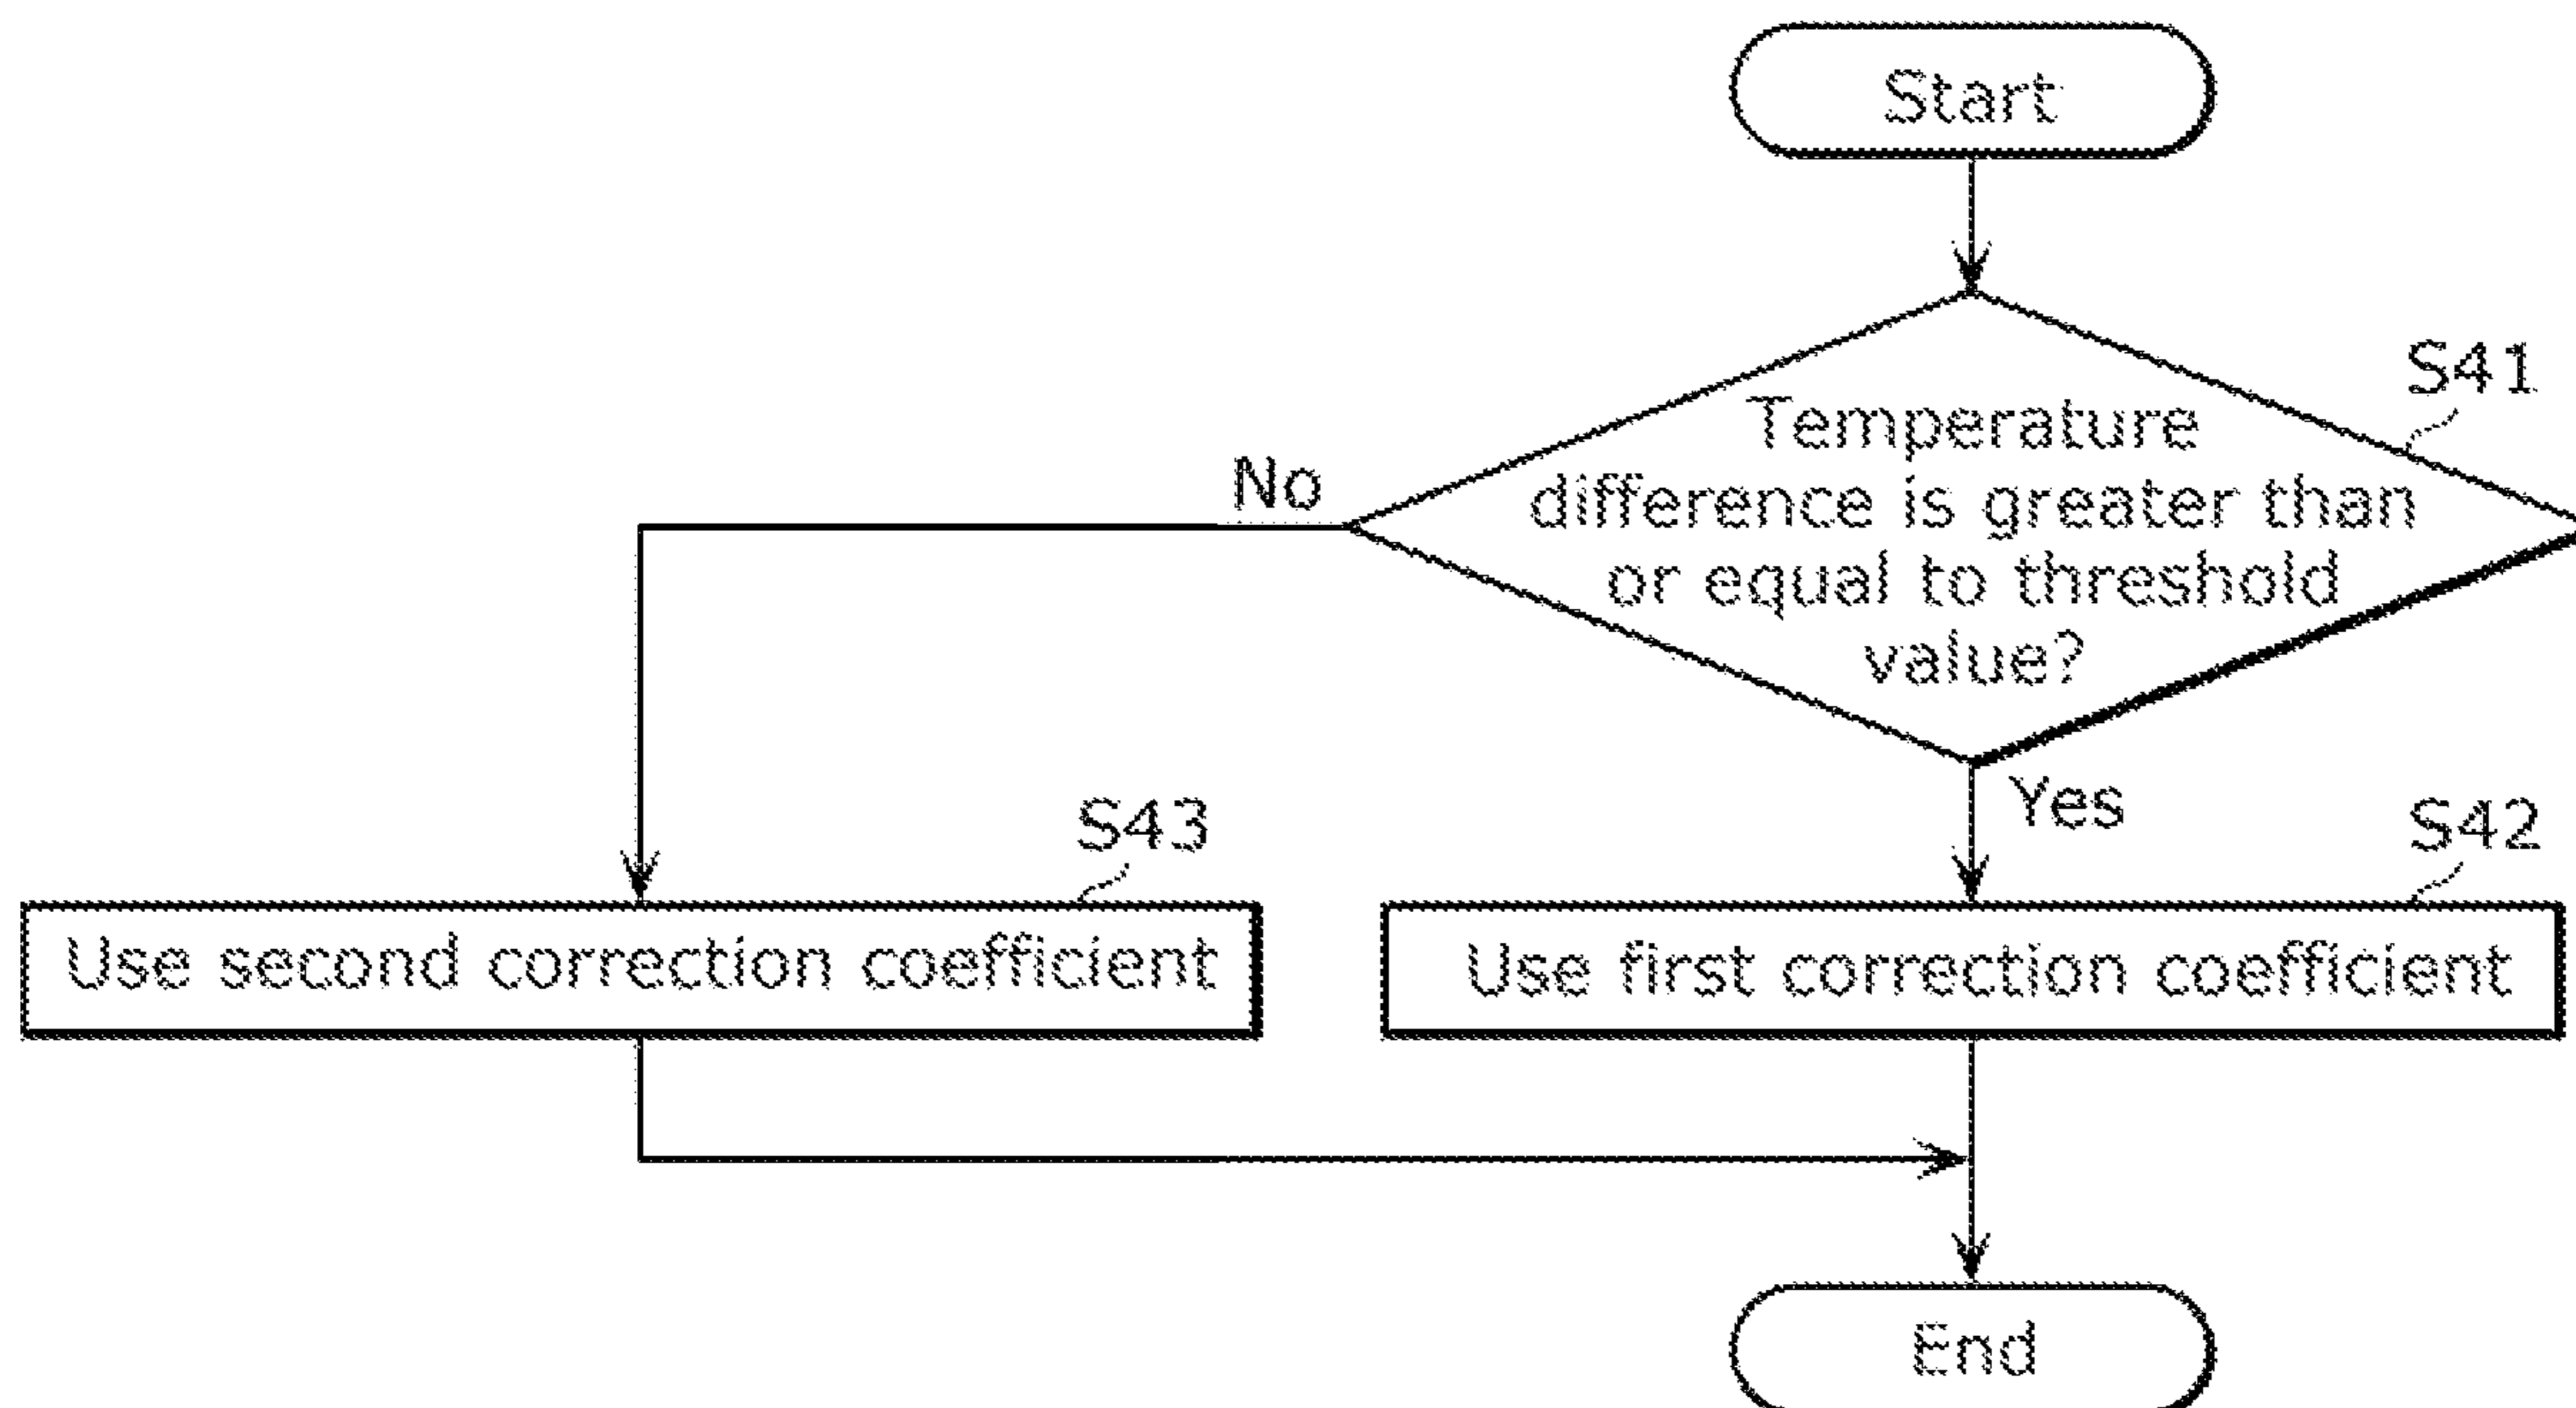 Start
S41
Temperature
difference is greater than
or equal to threshold
value?
No
Yes
S43
S42
Use second correction coefficient
Use first correction coefficient
End